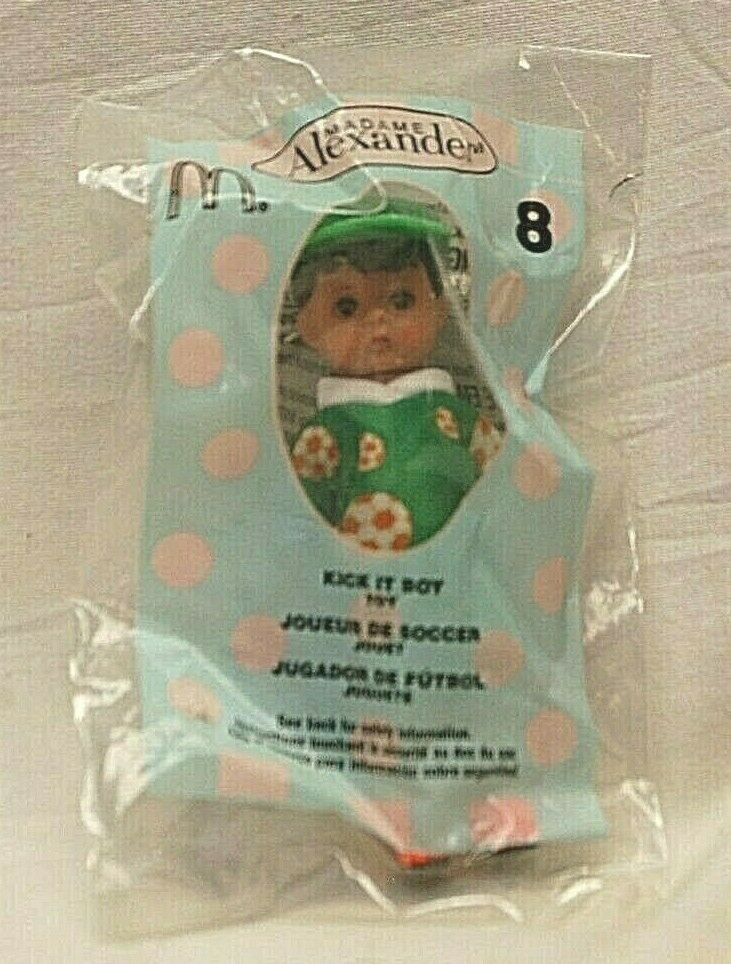 MADAME
Alexander
8
KICK IT BOY
TOY
JOUEUR DE SOCCER
JOUET
JUGADOR DE FÚTBOL
JUGUETE
See back for safety information.